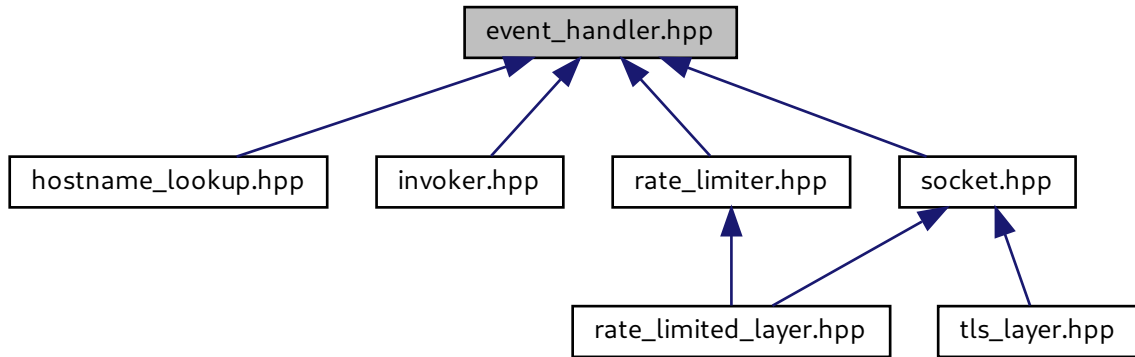 event_handler.hpp
hostname_lookup.hpp
invoker.hpp
rate_limiter.hpp
socket.hpp
rate_limited_layer.hpp
tls_layer.hpp